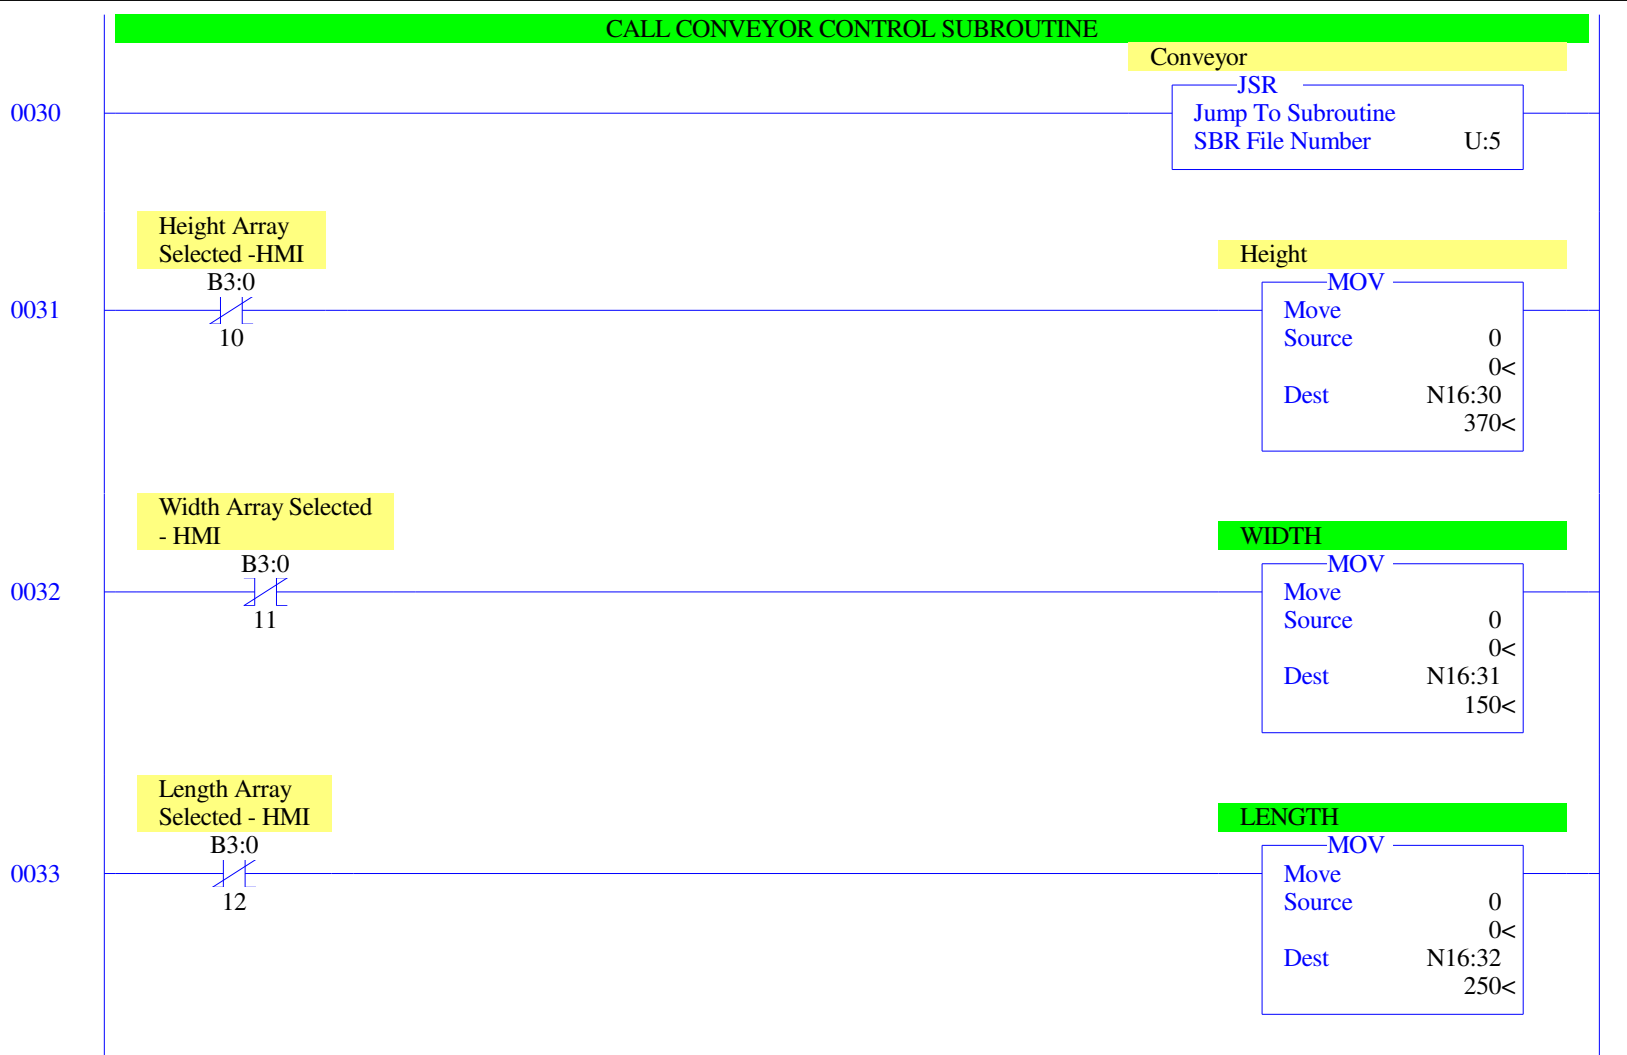 CALL CONVEYOR CONTROL SUBROUTINE
Conveyor
JSR
0030
Jump To Subroutine
SBR File Number U:5
Height Array
Selected -HMI
Height
B3:0
MOV
0031
Move
10
Source 0
0<
Dest N16:30
370<
Width Array Selected
- HMI
WIDTH
B3:0
MOV
0032
Move
11
Source 0
0<
Dest N16:31
150<
Length Array
Selected - HMI
LENGTH
B3:0
MOV
0033
Move
12
Source 0
0<
Dest N16:32
250<